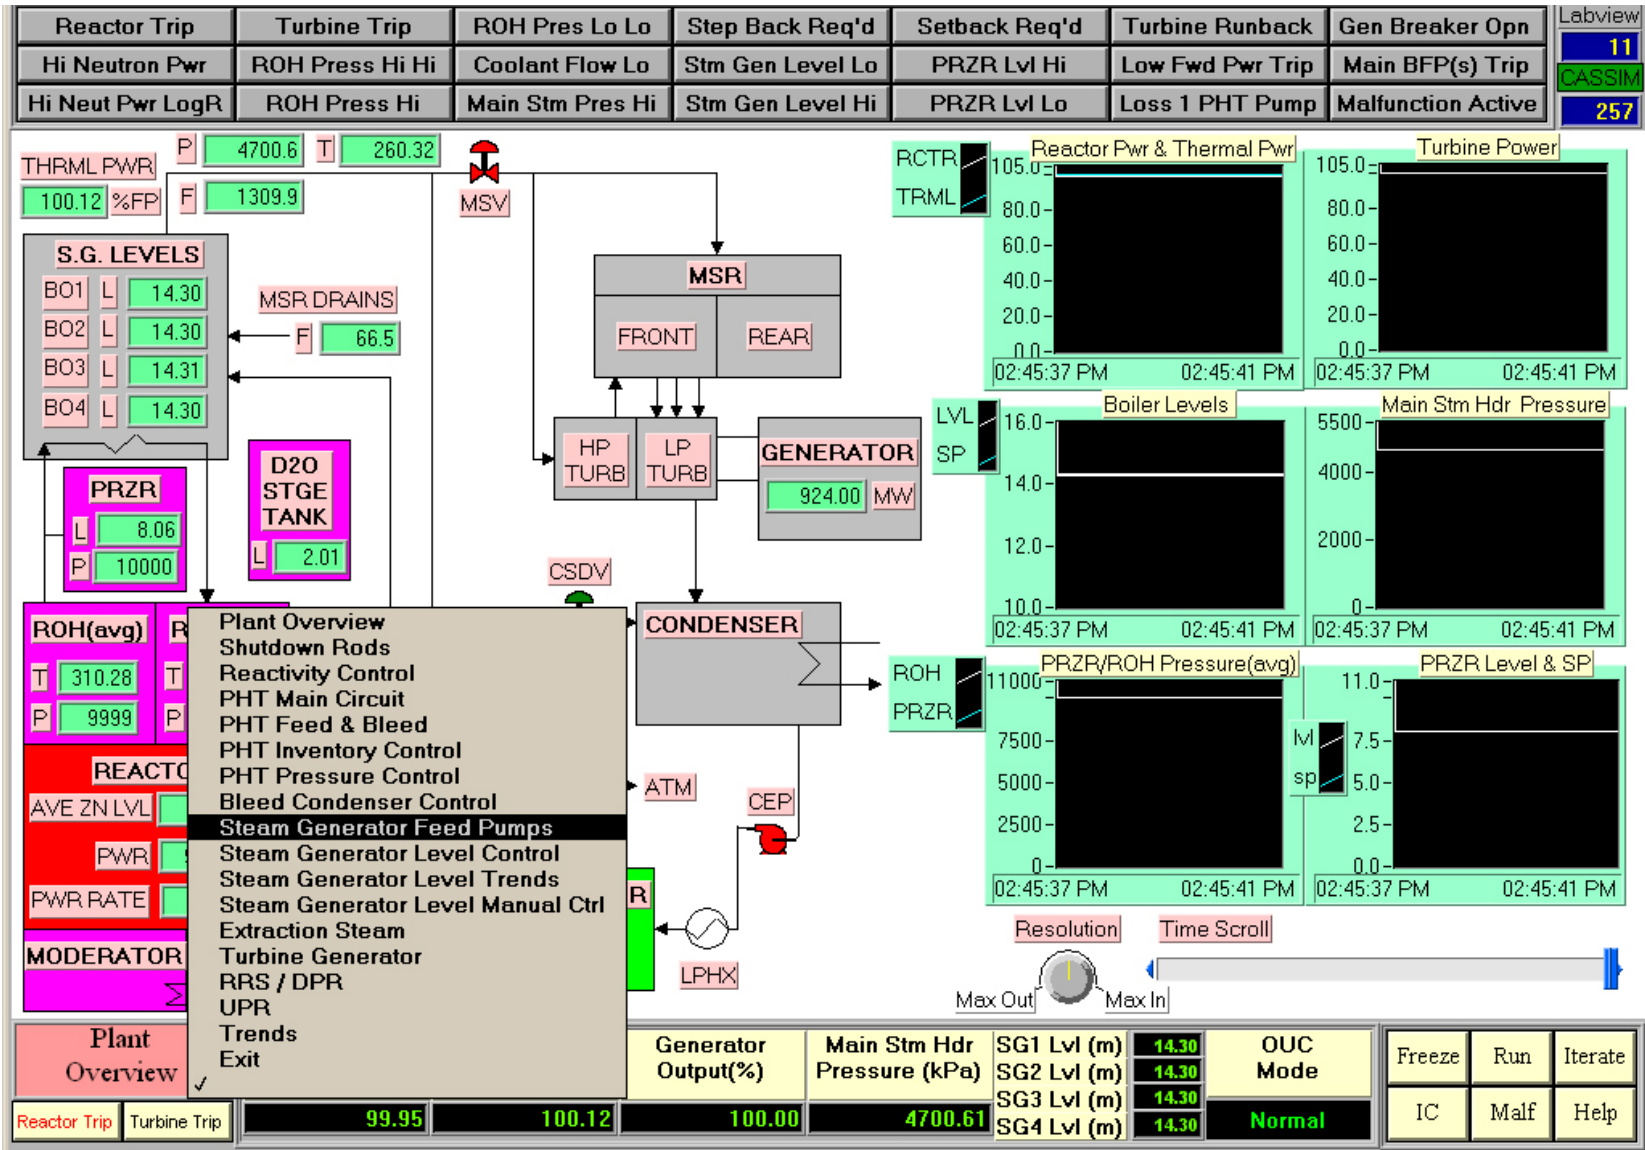 Reactor Trip
Turbine Trip
ROH Pres Lo Lo
Step Back Req'd
Setback Req'd
Turbine Runback
Gen Breaker Opn
Labview
Hi Neutron Pwr
ROH Press Hi Hi
Coolant Flow Lo
Stm Gen Level Lo
PRZR Lvl Hi
Low Fwd Pwr Trip
Main BFP(s) Trip
11
CASSIM
Hi Neut Pwr LogR
ROH Press Hi
Main Stm Pres Hi
Stm Gen Level Hi
PRZR Lvl Lo
Loss 1 PHT Pump
Malfunction Active
257
THRML PWR
100.12 %FP
P 4700.6 T 260.32
F 1309.9
MSV
S.G. LEVELS
BO1 L 14.30
BO2 L 14.30
BO3 L 14.31
BO4 L 14.30
MSR DRAINS
F 66.5
MSR
FRONT REAR
HP TURB
LP TURB
GENERATOR
924.00 MW
PRZR
L 8.06
P 10000
D2O
STGE
TANK
L 2.01
CSDV
CONDENSER
ROH(avg)
T 310.28
P 9999
R
T
P
REACTO
AVE ZN LVL
PWR
PWR RATE
MODERATOR
ATM
CEP
R
LPHX
Plant Overview
Shutdown Rods
Reactivity Control
PHT Main Circuit
PHT Feed & Bleed
PHT Inventory Control
PHT Pressure Control
Bleed Condenser Control
Steam Generator Feed Pumps
Steam Generator Level Control
Steam Generator Level Trends
Steam Generator Level Manual Ctrl
Extraction Steam
Turbine Generator
RRS / DPR
UPR
Trends
Exit
RCTR
TRML
Reactor Pwr & Thermal Pwr
105.0
80.0
60.0
40.0
20.0
0.0
02:45:37 PM 02:45:41 PM
Turbine Power
105.0
80.0
60.0
40.0
20.0
0.0
02:45:37 PM 02:45:41 PM
LVL
SP
Boiler Levels
16.0
14.0
12.0
10.0
02:45:37 PM 02:45:41 PM
Main Stm Hdr Pressure
5500
4000
2000
0
02:45:37 PM 02:45:41 PM
ROH
PRZR
PRZR/ROH Pressure(avg)
11000
7500
5000
2500
0
02:45:37 PM 02:45:41 PM
PRZR Level & SP
lvl
sp
11.0
7.5
5.0
2.5
0.0
02:45:37 PM 02:45:41 PM
Resolution
Max Out Max In
Time Scroll
Plant
Overview
Reactor Trip Turbine Trip
99.95
100.12
Generator
Output(%)
100.00
Main Stm Hdr
Pressure (kPa)
4700.61
SG1 Lvl (m) 14.30
SG2 Lvl (m) 14.30
SG3 Lvl (m) 14.30
SG4 Lvl (m) 14.30
OUC
Mode
Normal
Freeze Run Iterate
IC Malf Help